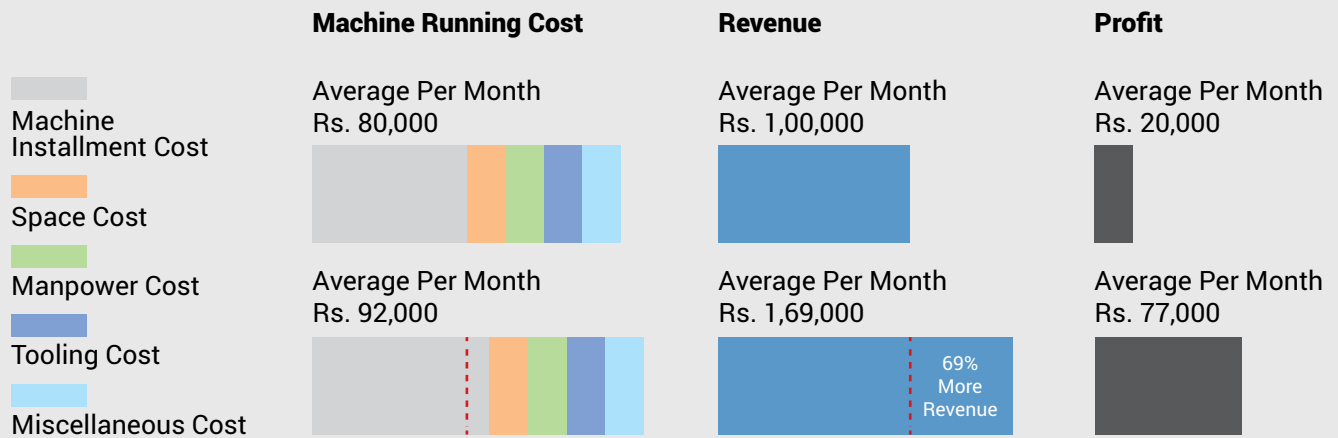 Machine Running Cost
Revenue
Profit
Machine
Installment Cost
Space Cost
Manpower Cost
Tooling Cost
Miscellaneous Cost
Average Per Month
Rs. 80,000
Average Per Month
Rs. 1,00,000
Average Per Month
Rs. 20,000
Average Per Month
Rs. 92,000
Average Per Month
Rs. 1,69,000
69%
More
Revenue
Average Per Month
Rs. 77,000